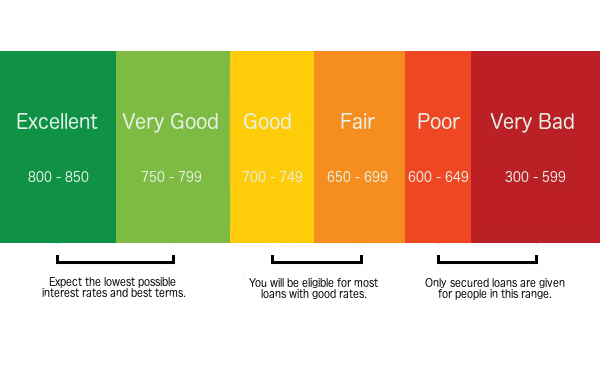 Excellent Very Good Good Fair Poor Very Bad
800 - 850 750 - 799 700 - 749 650 - 699 600 - 649 300 - 599
Expect the lowest possible
interest rates and best terms.
You will be eligible for most
loans with good rates.
Only secured loans are given
for people in this range.